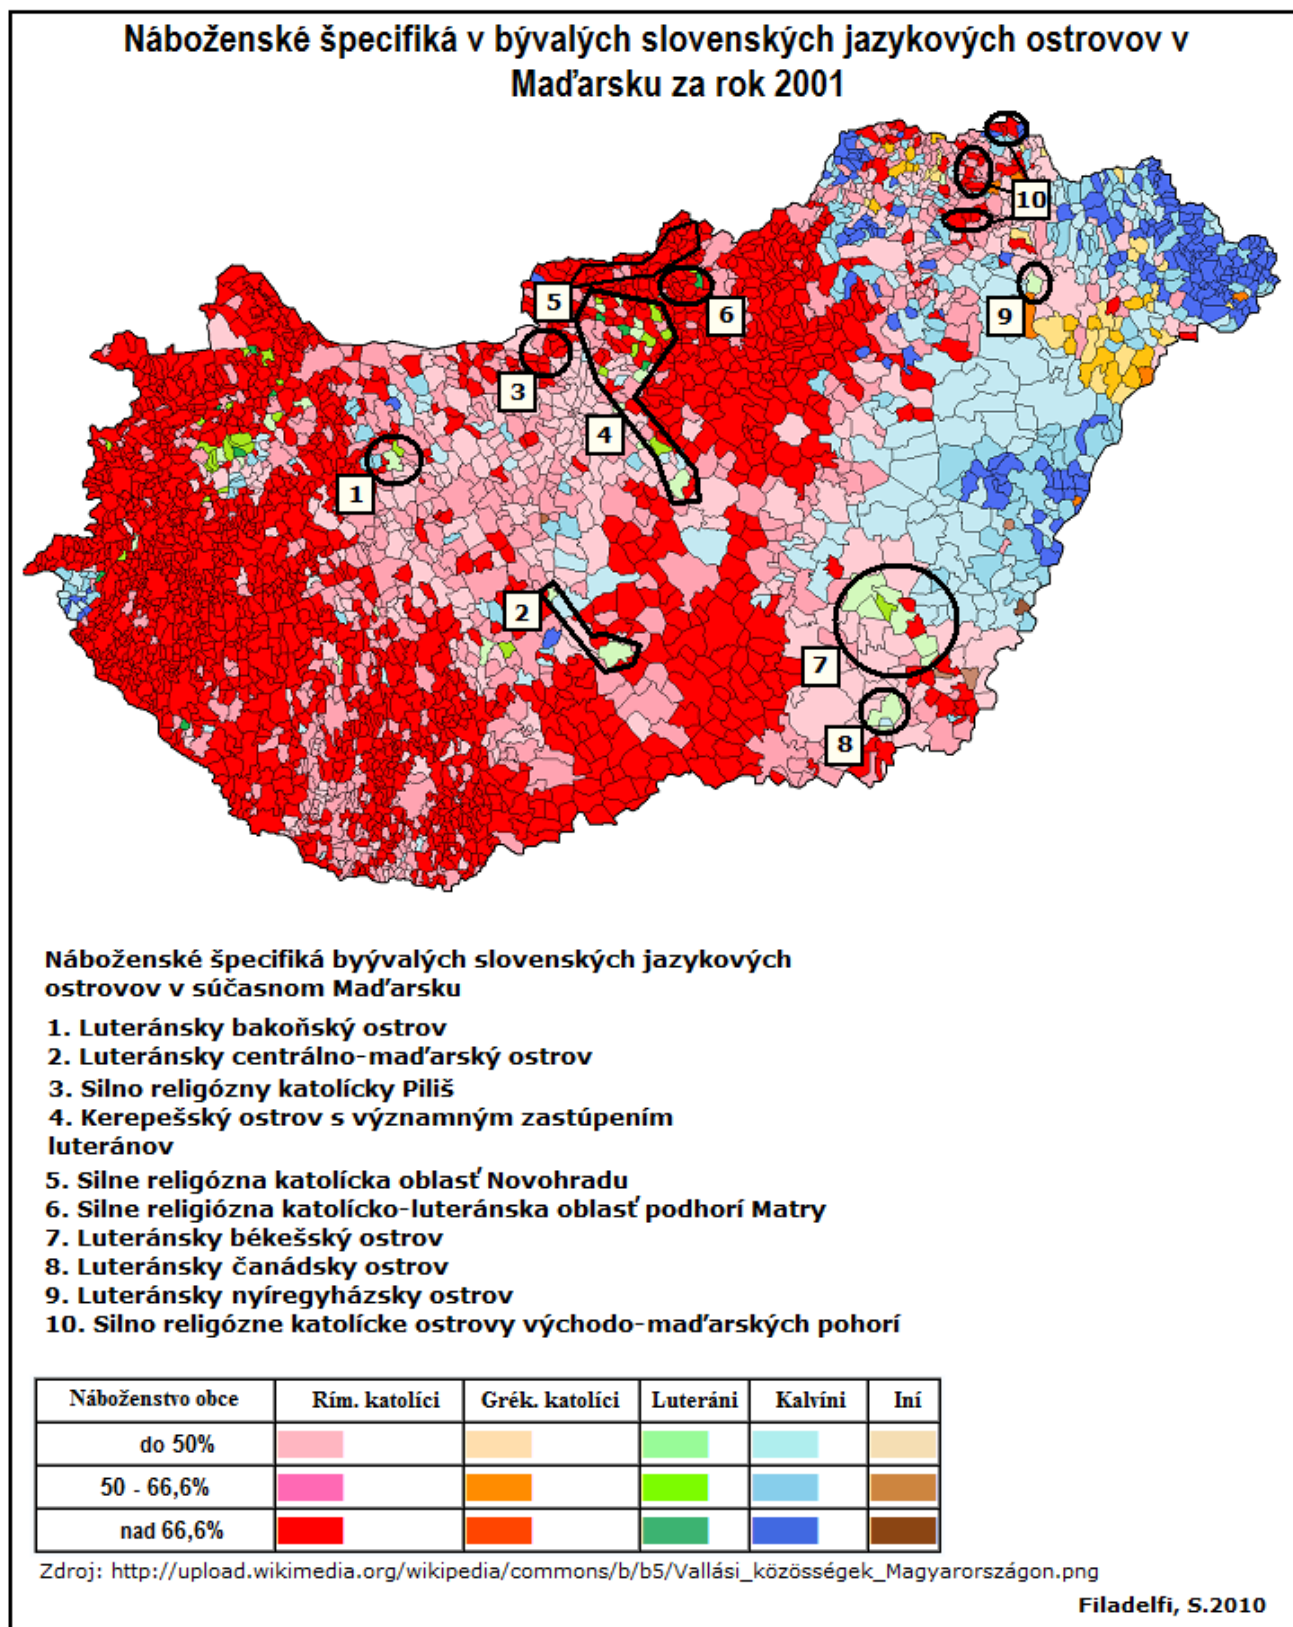 Náboženské špecifiká v bývalých slovenských jazykových ostrovov v
Maďarsku za rok 2001
10
5
6
9
3
4
1
2
7
8
Náboženské špecifiká byývalých slovenských jazykových
ostrovov v súčasnom Maďarsku
1. Luteránsky bakoňský ostrov
2. Luteránsky centrálno-maďarský ostrov
3. Silno religózny katolícky Piliš
4. Kerepešský ostrov s významným zastúpením
luteránov
5. Silne religózna katolícka oblasť Novohradu
6. Silne religiózna katolícko-luteránska oblasť podhorí Matry
7. Luteránsky békešský ostrov
8. Luteránsky čanádsky ostrov
9. Luteránsky nyíregyházsky ostrov
10. Silno religózne katolícke ostrovy východo-maďarských pohorí
Náboženstvo obce Rím. katolíci Grék. katolíci Luteráni Kalvíni Iní
do 50%
50 - 66,6%
nad 66,6%
Zdroj: http://upload.wikimedia.org/wikipedia/commons/b/b5/Vallási_közösségek_Magyarországon.png
Filadelfi, S.2010